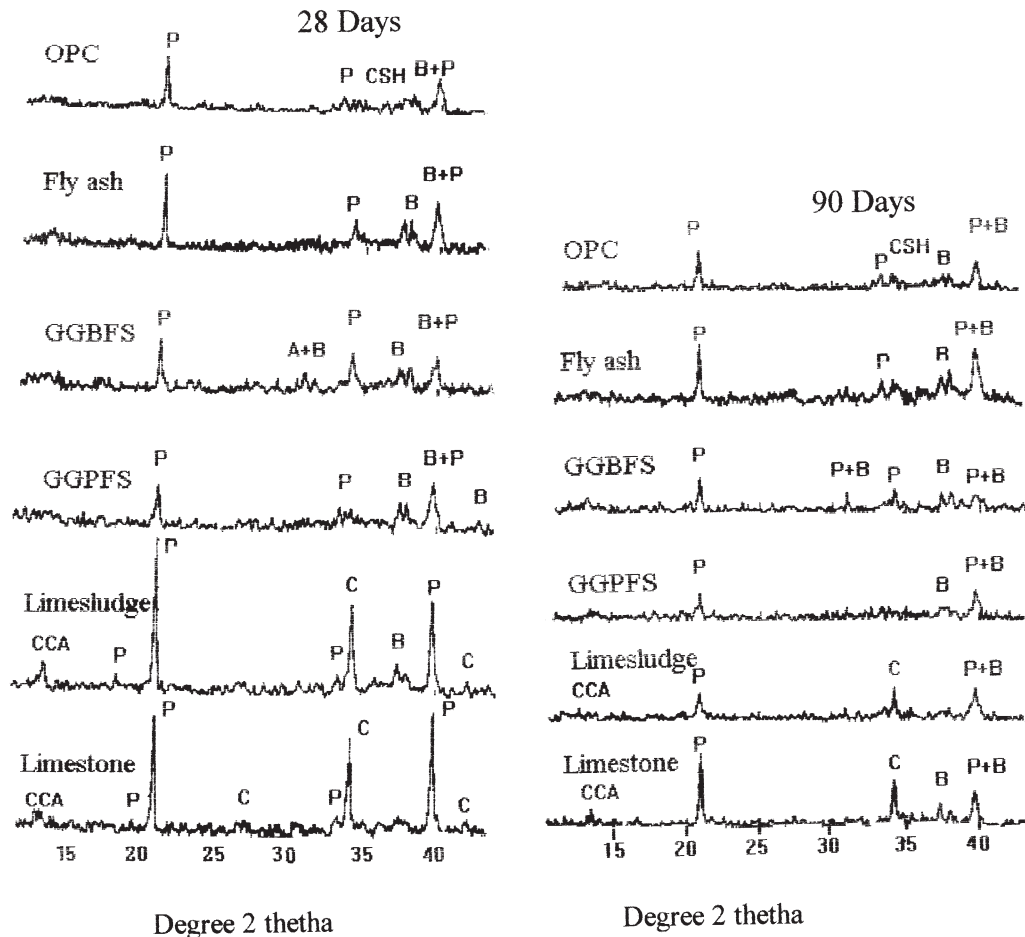 28 Days
OPC
P
P
CSH
B+P
Fly ash
P
P
B
B+P
GGBFS
P
A+B
P
B
B+P
GGPFS
P
P
B
B+P
B
Limesludge
CCA
P
P
P
C
B
P
C
Limestone
CCA
P
P
C
P
C
P
C
15 20 25 30 35 40
Degree 2 thetha
90 Days
OPC
P
P
CSH
B
P+B
Fly ash
P
P
B
P+B
GGBFS
P
P+B
P
B
P+B
GGPFS
P
B
P+B
Limesludge
CCA
P
C
P+B
Limestone
CCA
P
C
B
P+B
15 20 25 30 35 40
Degree 2 thetha